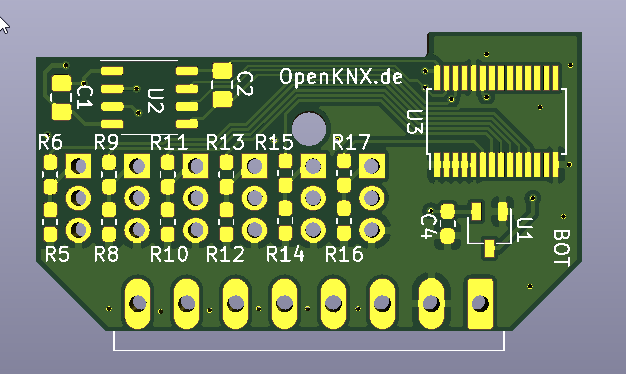 OpenKNX.de
C1
U2
C2
U3
R6 R9 R11 R13 R15 R17
R5 R8 R10 R12 R14 R16
C4
U1
BOT